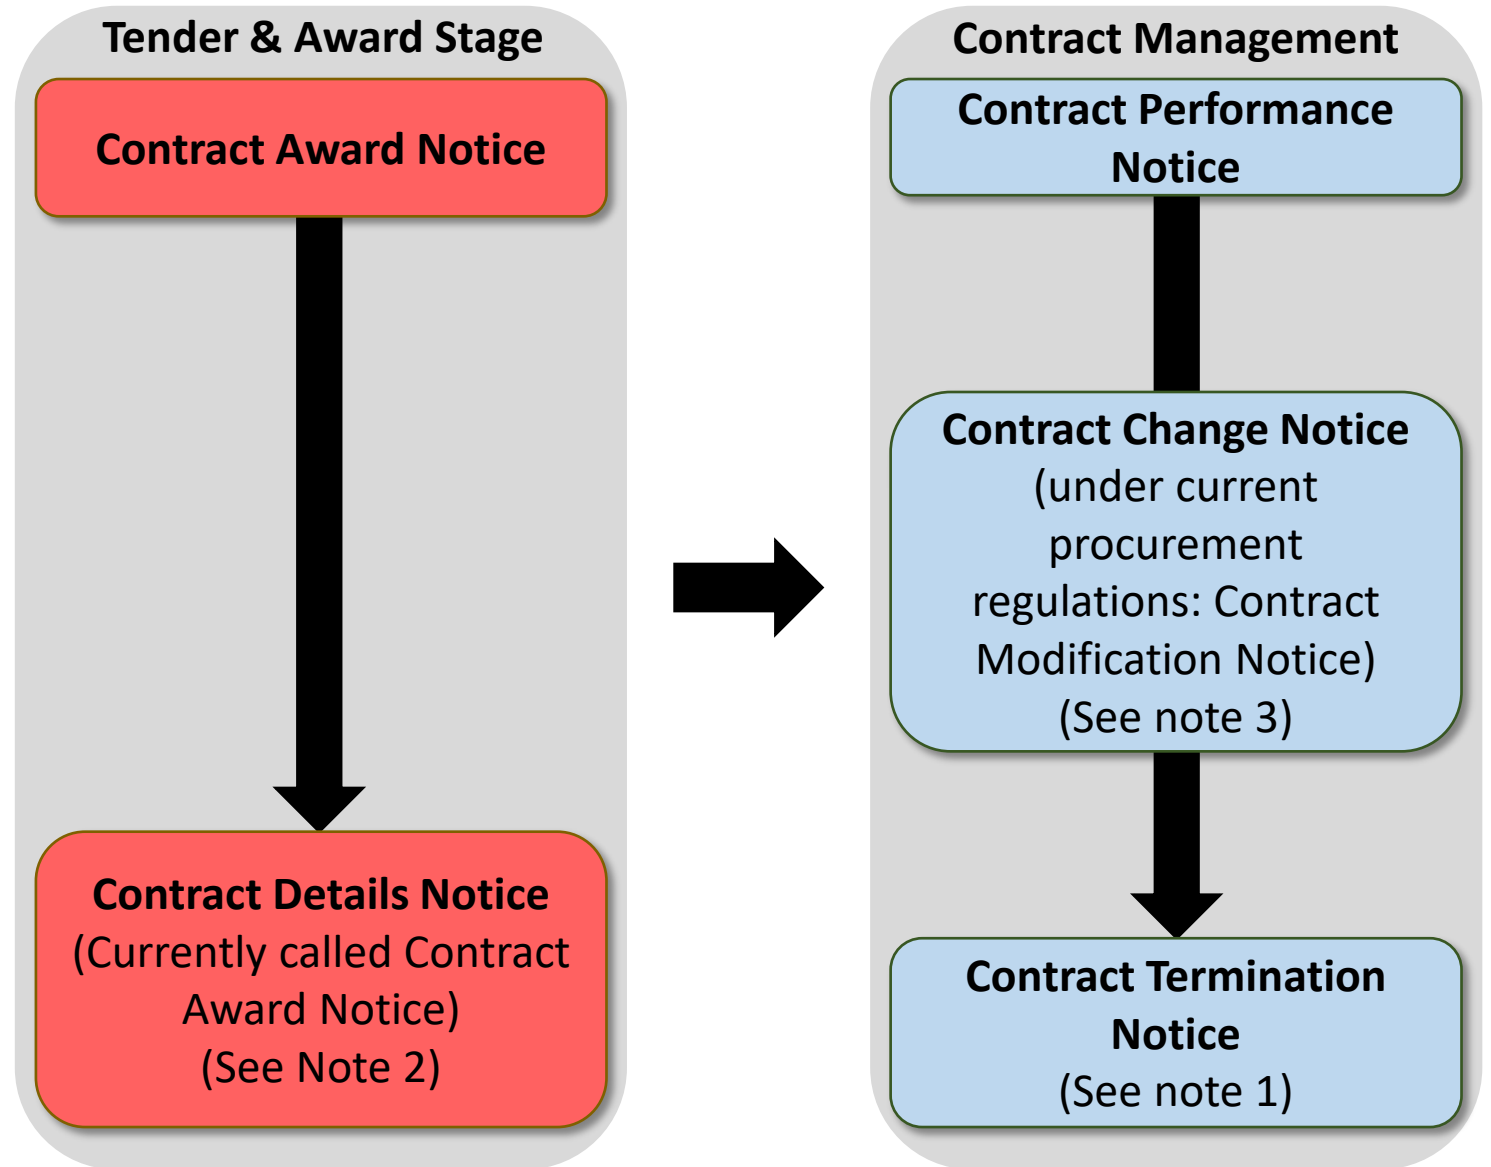 Tender & Award Stage
Contract Award Notice
Contract Details Notice
(Currently called Contract
Award Notice)
(See Note 2)
Contract Management
Contract Performance
Notice
Contract Change Notice
(under current
procurement
regulations: Contract
Modification Notice)
(See note 3)
Contract Termination
Notice
(See note 1)